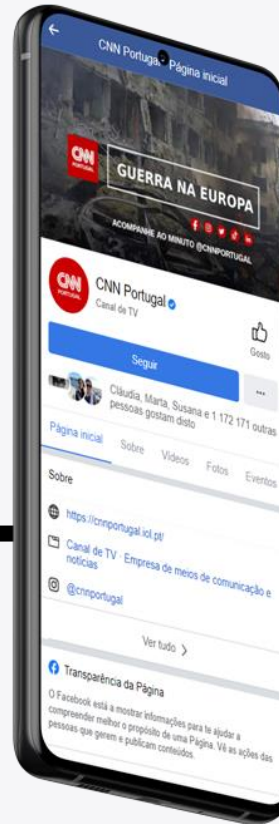 CNN Portugal Página inicial
CNN
PORTUGAL
GUERRA NA EUROPA
ACOMPANHE AO MINUTO @CNNPORTUGAL
CNN
PORTUGAL
CNN Portugal
Canal de TV
Gosto
Seguir
Cláudia, Marta, Susana e 1 172 171 outras
pessoas gostam disto
Página inicial Sobre Vídeos Fotos Eventos
Sobre
https://cnnportugal.iol.pt/
Canal de TV · Empresa de meios de comunicação e
notícias
@cnnportugal
Ver tudo
Transparência da Página
O Facebook está a mostrar informações para te ajudar a
compreender melhor o propósito de uma Página. Vê as ações das
pessoas que gerem e publicam conteúdos.